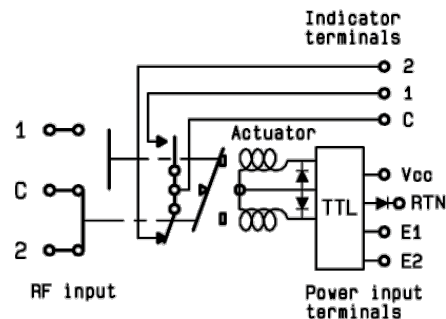 Indicator
terminals
2
1
C
Actuator
1
C
2
TTL
Vcc
RTN
E1
E2
RF input
Power input
terminals